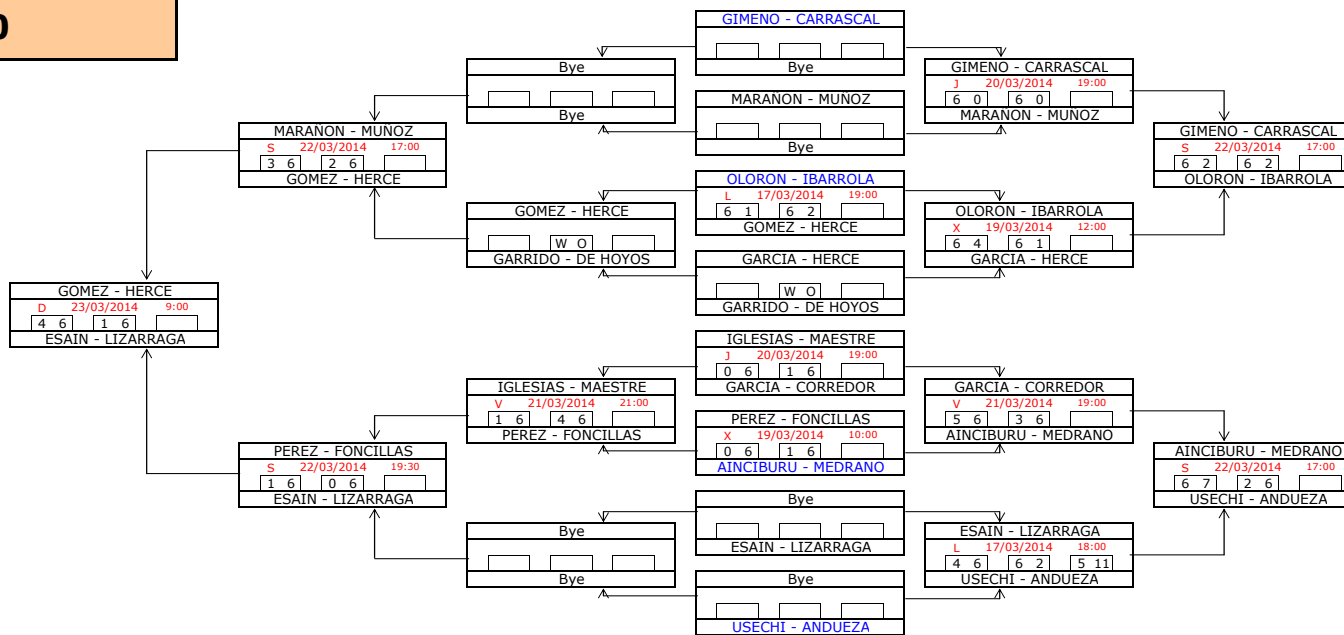 GOMEZ - HERCE
D 23/03/2014 9:00
4 6 1 6
ESAIN - LIZARRAGA
MARAÑON - MUÑOZ
S 22/03/2014 17:00
3 6 2 6
GOMEZ - HERCE
PEREZ - FONCILLAS
S 22/03/2014 19:30
1 6 0 6
ESAIN - LIZARRAGA
Bye
Bye
GOMEZ - HERCE
W O
GARRIDO - DE HOYOS
IGLESIAS - MAESTRE
V 21/03/2014 21:00
1 6 4 6
PEREZ - FONCILLAS
Bye
Bye
GIMENO - CARRASCAL
Bye
MARAÑON - MUÑOZ
Bye
OLORON - IBARROLA
L 17/03/2014 19:00
6 1 6 2
GOMEZ - HERCE
GARCIA - HERCE
W O
GARRIDO - DE HOYOS
IGLESIAS - MAESTRE
J 20/03/2014 19:00
0 6 1 6
GARCIA - CORREDOR
PEREZ - FONCILLAS
X 19/03/2014 10:00
0 6 1 6
AINCIBURU - MEDRANO
Bye
ESAIN - LIZARRAGA
Bye
USECHI - ANDUEZA
GIMENO - CARRASCAL
J 20/03/2014 19:00
6 0 6 0
MARAÑON - MUÑOZ
OLORON - IBARROLA
X 19/03/2014 12:00
6 4 6 1
GARCIA - HERCE
GARCIA - CORREDOR
V 21/03/2014 19:00
5 6 3 6
AINCIBURU - MEDRANO
ESAIN - LIZARRAGA
L 17/03/2014 18:00
4 6 6 2 5 11
USECHI - ANDUEZA
GIMENO - CARRASCAL
S 22/03/2014 17:00
6 2 6 2
OLORON - IBARROLA
AINCIBURU - MEDRANO
S 22/03/2014 17:00
6 7 2 6
USECHI - ANDUEZA